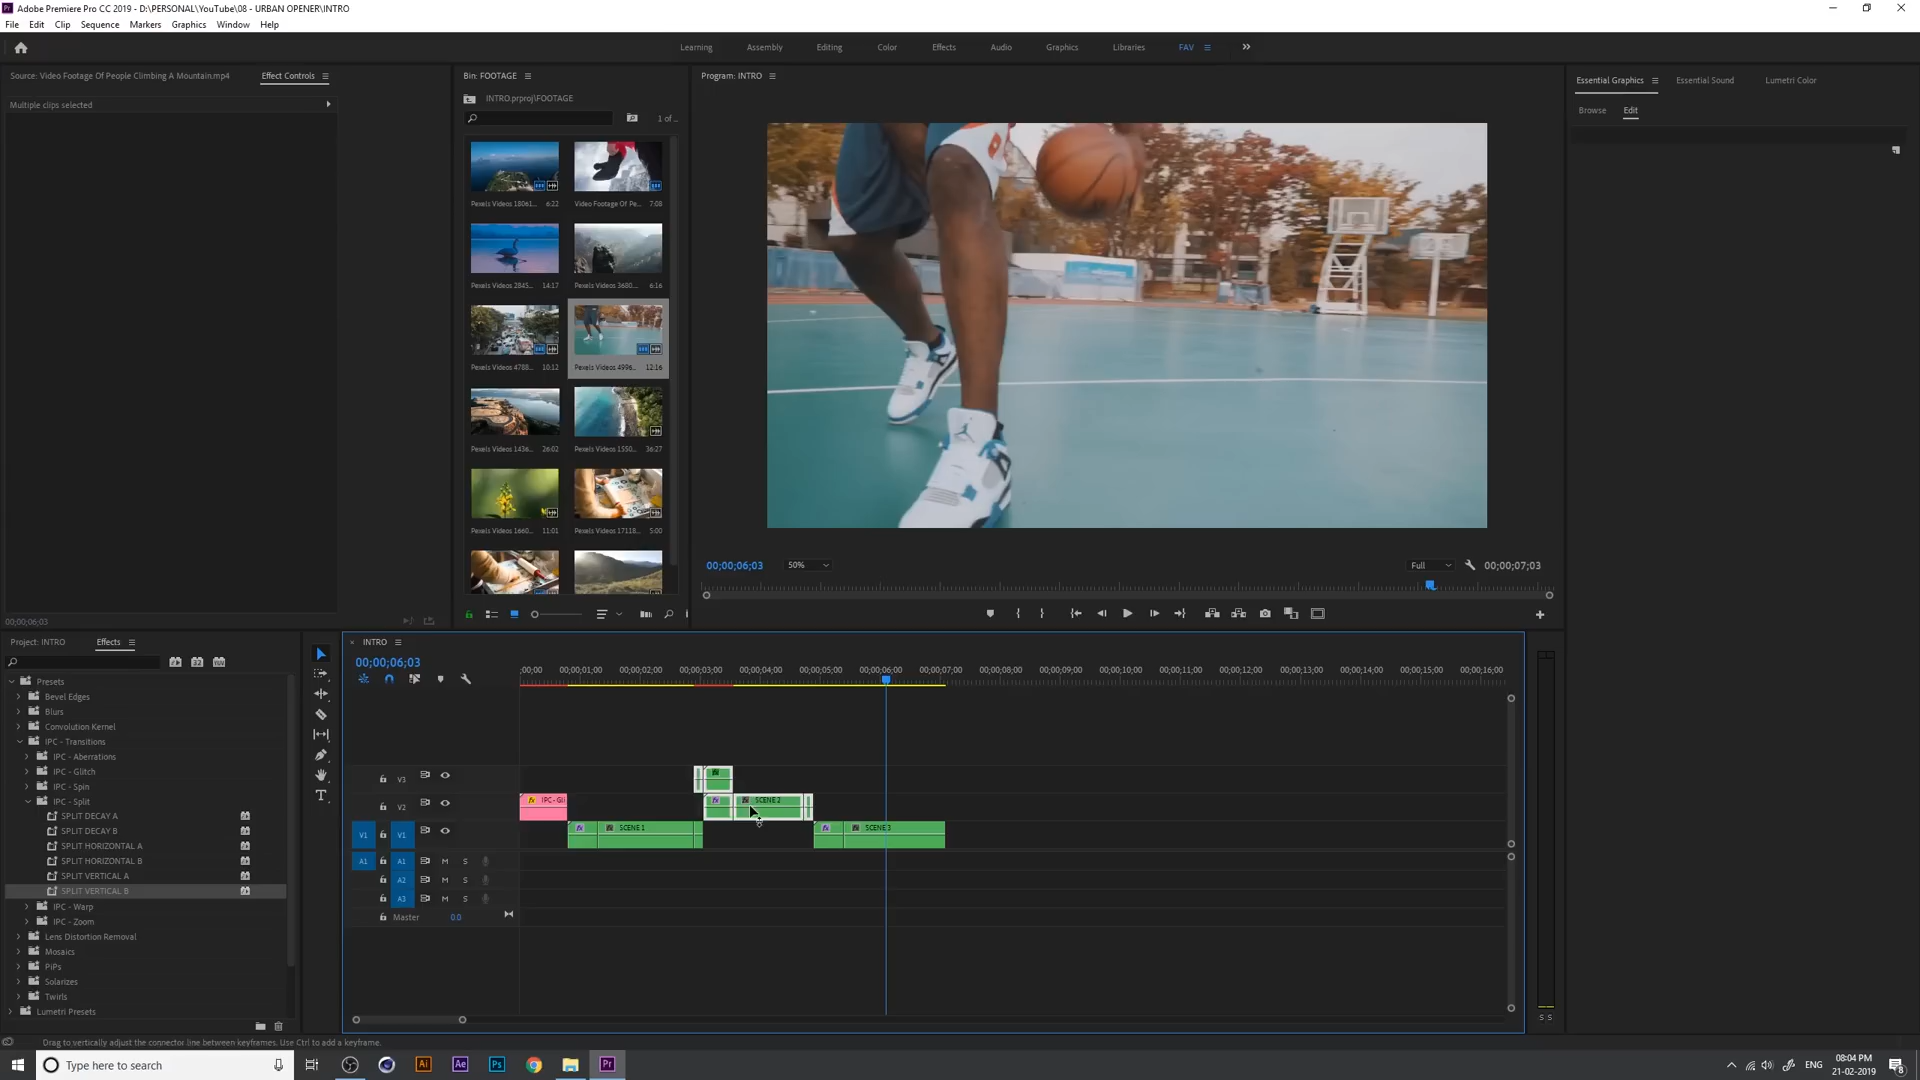 Adobe Premiere Pro CC 2019 - D:\PERSONAL\YouTube\08 - URBAN OPENER\INTRO
File Edit Clip Sequence Markers Graphics Window Help
Learning Assembly Editing Color Effects Audio Graphics Libraries FAV
Source: Video Footage Of People Climbing A Mountain.mp4 Effect Controls
Multiple clips selected
00;00;06;03
Bin: FOOTAGE
INTRO.prproj\FOOTAGE
1 of ...
Pexels Videos 18061... 6:22
Video Footage Of Pe... 7:08
Pexels Videos 2845... 14:17
Pexels Videos 3680... 6:16
Pexels Videos 4788... 10:12
Pexels Videos 4996... 12:16
Pexels Videos 1436... 26:02
Pexels Videos 1550... 36:27
Pexels Videos 1660... 11:01
Pexels Videos 17118... 5:00
Program: INTRO
00;00;06;03 50% Full 00;00;07;03
Essential Graphics Essential Sound Lumetri Color
Browse Edit
Project: INTRO Effects
Presets
Bevel Edges
Blurs
Convolution Kernel
IPC - Transitions
IPC - Aberrations
IPC - Glitch
IPC - Spin
IPC - Split
SPLIT DECAY A
SPLIT DECAY B
SPLIT HORIZONTAL A
SPLIT HORIZONTAL B
SPLIT VERTICAL A
SPLIT VERTICAL B
IPC - Warp
IPC - Zoom
Lens Distortion Removal
Mosaics
PiPs
Solarizes
Twirls
Lumetri Presets
INTRO
00;00;06;03
;00;00 00;00;01;00 00;00;02;00 00;00;03;00 00;00;04;00 00;00;05;00 00;00;06;00 00;00;07;00 00;00;08;00 00;00;09;00 00;00;10;00 00;00;11;00 00;00;12;00 00;00;13;00 00;00;14;00 00;00;15;00 00;00;16;00
V3 fx
V2 fx IPC - Gli fx fx SCENE 2
V1 V1 fx fx SCENE 1 fx fx SCENE 3
A1 A1 M S
A2 M S
A3 M S
Master 0.0
S S
Drag to vertically adjust the connector line between keyframes. Use Ctrl to add a keyframe.
Type here to search
Ai Ae Ps Pr
ENG 08:04 PM
21-02-2019